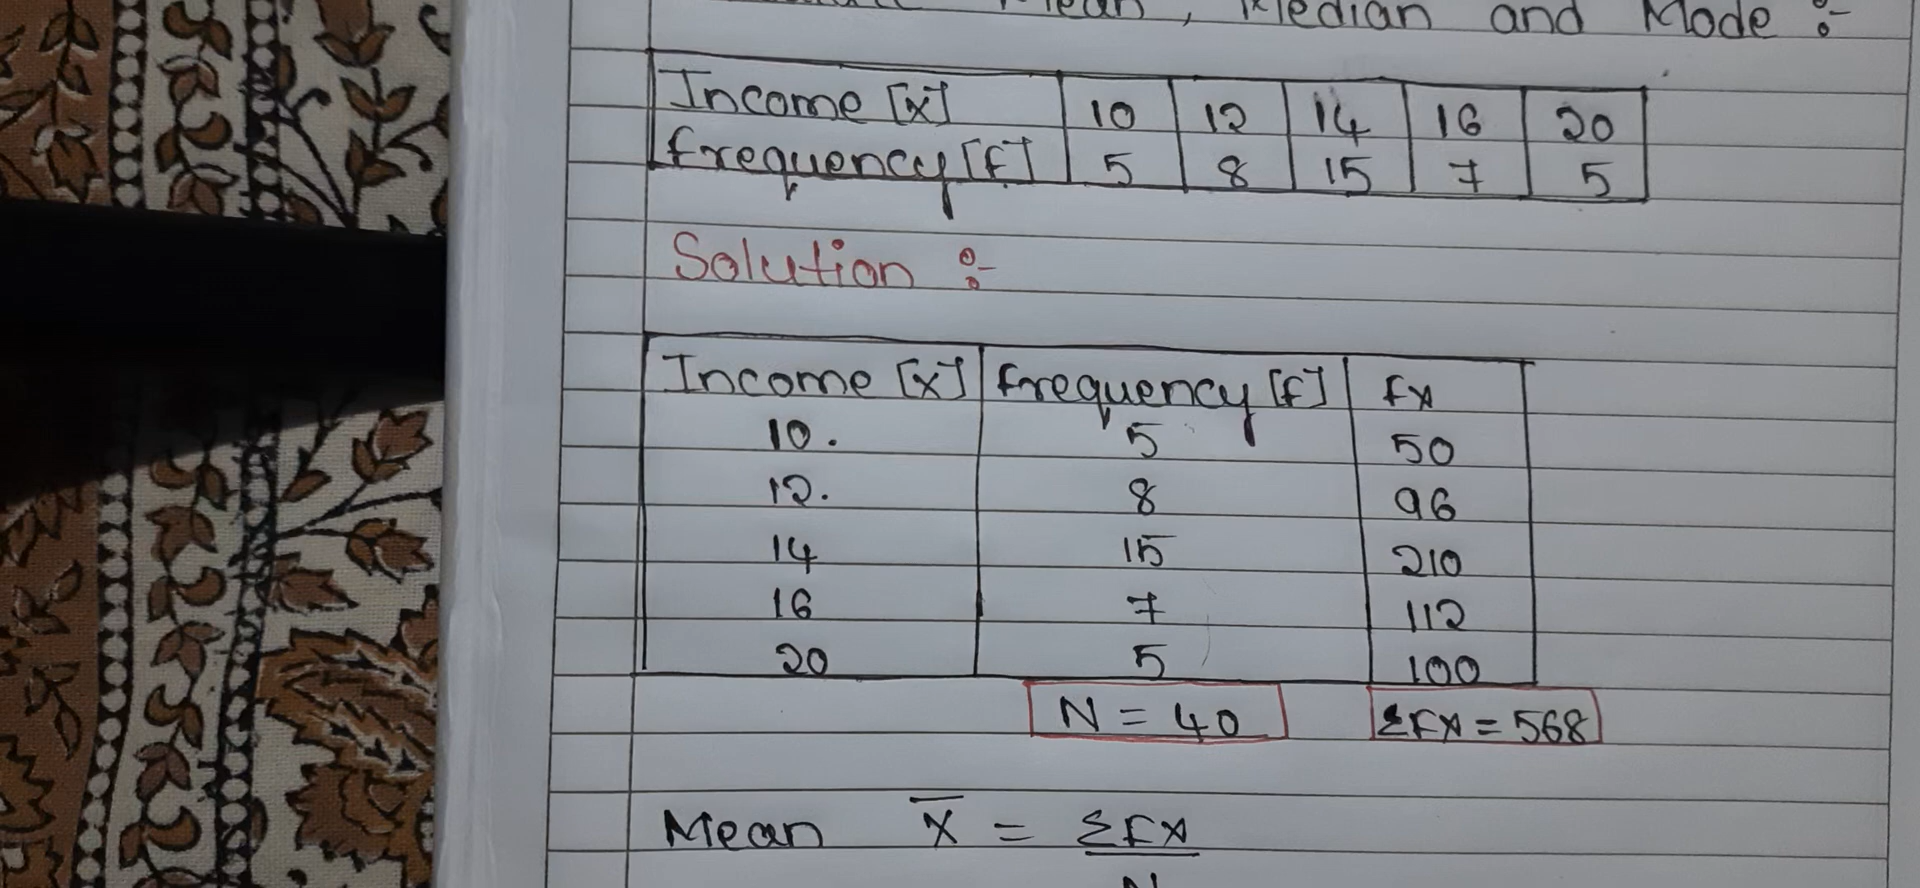 Mean, Median and Mode :-
Income [x] 10 12 14 16 20
frequency [f] 5 8 15 7 5
Solution :-
Income [x] frequency [f] fx
10. 5 50
12. 8 96
14 15 210
16 7 112
20 5 100
N = 40 Σfx = 568
Mean X̅ = Σfx
N